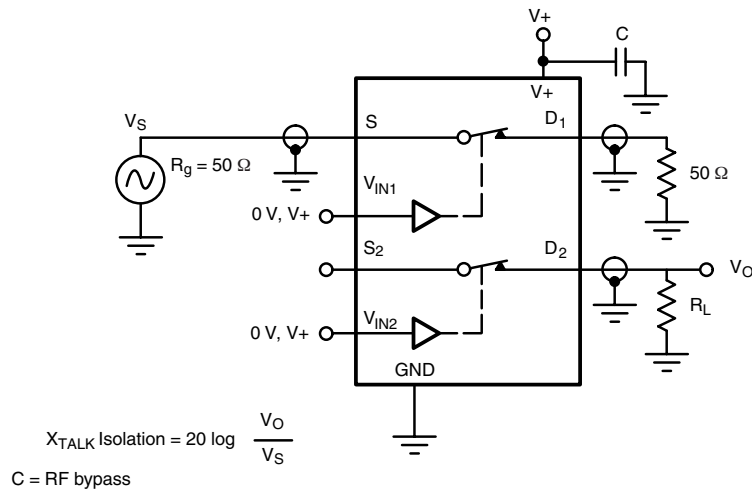 V+
C
V+
VS
S
D1
Rg = 50 Ω
50 Ω
VIN1
0 V, V+
S2
D2
VO
RL
VIN2
0 V, V+
GND
XTALK Isolation = 20 log VO
VS
C = RF bypass